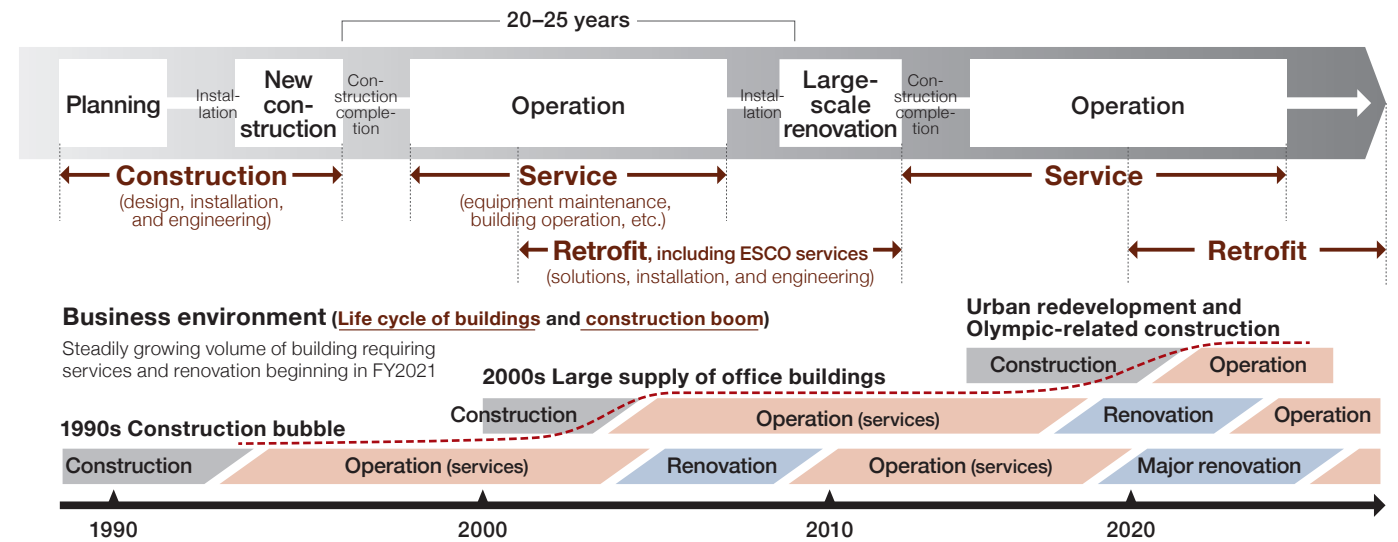 20–25 years
Planning
Instal-
lation
New
con-
struction
Con-
struction
comple-
tion
Operation
Instal-
lation
Large-
scale
renovation
Con-
struction
comple-
tion
Operation
Construction
(design, installation,
and engineering)
Service
(equipment maintenance,
building operation, etc.)
Service
Retrofit, including ESCO services
(solutions, installation, and engineering)
Retrofit
Business environment (Life cycle of buildings and construction boom)
Steadily growing volume of building requiring
services and renovation beginning in FY2021
Urban redevelopment and
Olympic-related construction
Construction
Operation
2000s Large supply of office buildings
Construction
Operation (services)
Renovation
Operation
1990s Construction bubble
Construction
Operation (services)
Renovation
Operation (services)
Major renovation
1990
2000
2010
2020